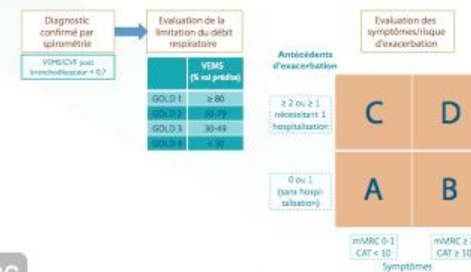 Diagnostic
confirmé par
spirométrie
VEMS/CVF post
bronchodilatateur < 0,7
Evaluation de la
limitation du débit
respiratoire
VEMS
(% val prédite)
GOLD 1 ≥ 80
GOLD 2 50-79
GOLD 3 30-49
GOLD 4 < 30
Evaluation des
symptômes/risque
d'exacerbation
Antécédents
d'exacerbation
≥ 2 ou ≥ 1
nécessitant 1
hospitalisation
C D
0 ou 1
(sans hospi-
talisation)
A B
mMRC 0-1
CAT < 10
mMRC ≥
CAT ≥ 10
Symptômes